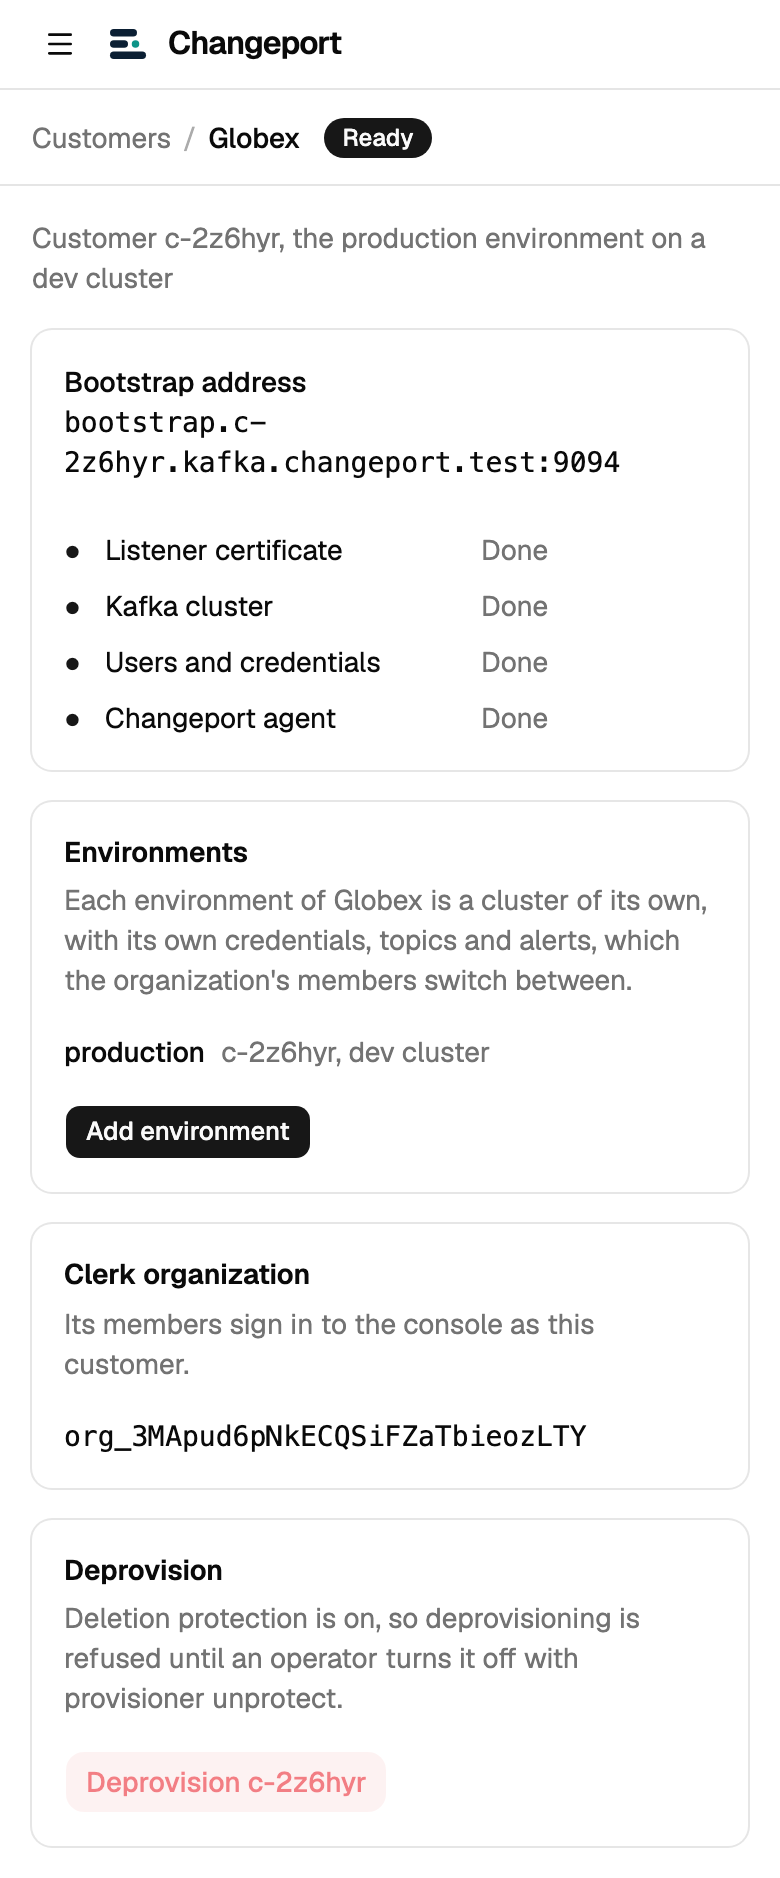 Changeport
Customers / Globex Ready
Customer c-2z6hyr, the production environment on a
dev cluster
Bootstrap address
bootstrap.c-
2z6hyr.kafka.changeport.test:9094
Listener certificate Done
Kafka cluster Done
Users and credentials Done
Changeport agent Done
Environments
Each environment of Globex is a cluster of its own,
with its own credentials, topics and alerts, which
the organization's members switch between.
production c-2z6hyr, dev cluster
Add environment
Clerk organization
Its members sign in to the console as this
customer.
org_3MApud6pNkECQSiFZaTbieozLTY
Deprovision
Deletion protection is on, so deprovisioning is
refused until an operator turns it off with
provisioner unprotect.
Deprovision c-2z6hyr